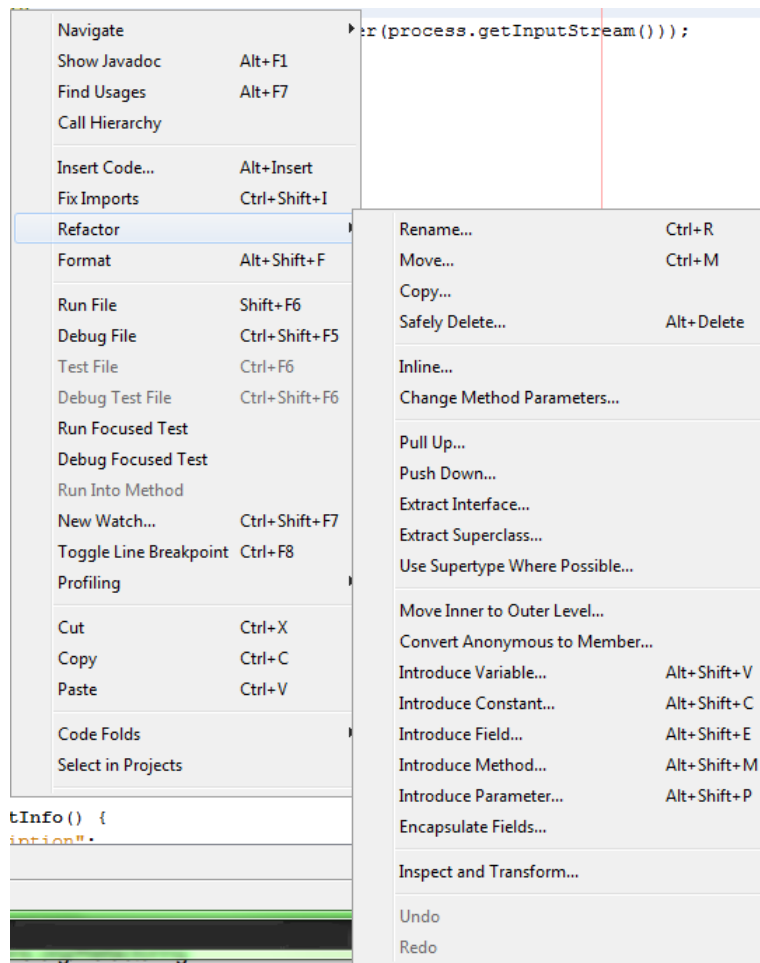 er(process.getInputStream()));
Navigate
Show Javadoc Alt+F1
Find Usages Alt+F7
Call Hierarchy
Insert Code... Alt+Insert
Fix Imports Ctrl+Shift+I
Refactor
Format Alt+Shift+F
Run File Shift+F6
Debug File Ctrl+Shift+F5
Test File Ctrl+F6
Debug Test File Ctrl+Shift+F6
Run Focused Test
Debug Focused Test
Run Into Method
New Watch... Ctrl+Shift+F7
Toggle Line Breakpoint Ctrl+F8
Profiling
Cut Ctrl+X
Copy Ctrl+C
Paste Ctrl+V
Code Folds
Select in Projects
Rename... Ctrl+R
Move... Ctrl+M
Copy...
Safely Delete... Alt+Delete
Inline...
Change Method Parameters...
Pull Up...
Push Down...
Extract Interface...
Extract Superclass...
Use Supertype Where Possible...
Move Inner to Outer Level...
Convert Anonymous to Member...
Introduce Variable... Alt+Shift+V
Introduce Constant... Alt+Shift+C
Introduce Field... Alt+Shift+E
Introduce Method... Alt+Shift+M
Introduce Parameter... Alt+Shift+P
Encapsulate Fields...
Inspect and Transform...
Undo
Redo
tInfo() {
iption";